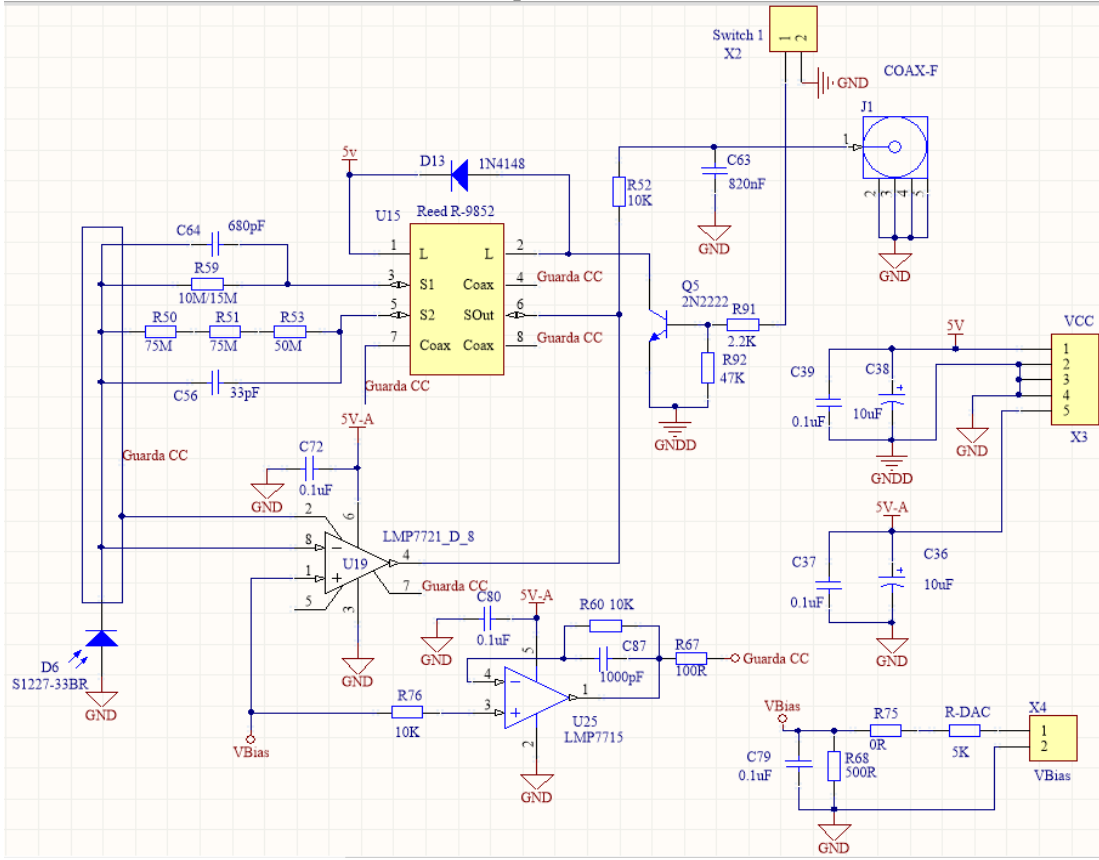 Switch 1
X2
1
2
GND
COAX-F
J1
1
2
3
4
5
GND
5v
D13
1N4148
R52
10K
C63
820nF
GND
U15
Reed R-9852
C64
680pF
R59
10M/15M
R50
75M
R51
75M
R53
50M
C56
33pF
1
L
3
S1
5
S2
7
Coax
L
2
Coax
4
Guarda CC
SOut
6
Coax
8
Guarda CC
Guarda CC
Q5
2N2222
R91
2.2K
R92
47K
GNDD
5V
VCC
C39
0.1uF
C38
10uF
1
2
3
4
5
X3
GND
GNDD
Guarda CC
5V-A
C72
0.1uF
GND
2
6
8
1
5
3
4
7
LMP7721_D_8
U19
Guarda CC
GND
5V-A
C37
0.1uF
C36
10uF
GND
D6
S1227-33BR
GND
VBias
R76
10K
C80
0.1uF
GND
5V-A
5
4
3
1
2
U25
LMP7715
GND
R60 10K
C87
1000pF
R67
100R
Guarda CC
VBias
R75
0R
R-DAC
5K
X4
1
2
VBias
C79
0.1uF
R68
500R
GND